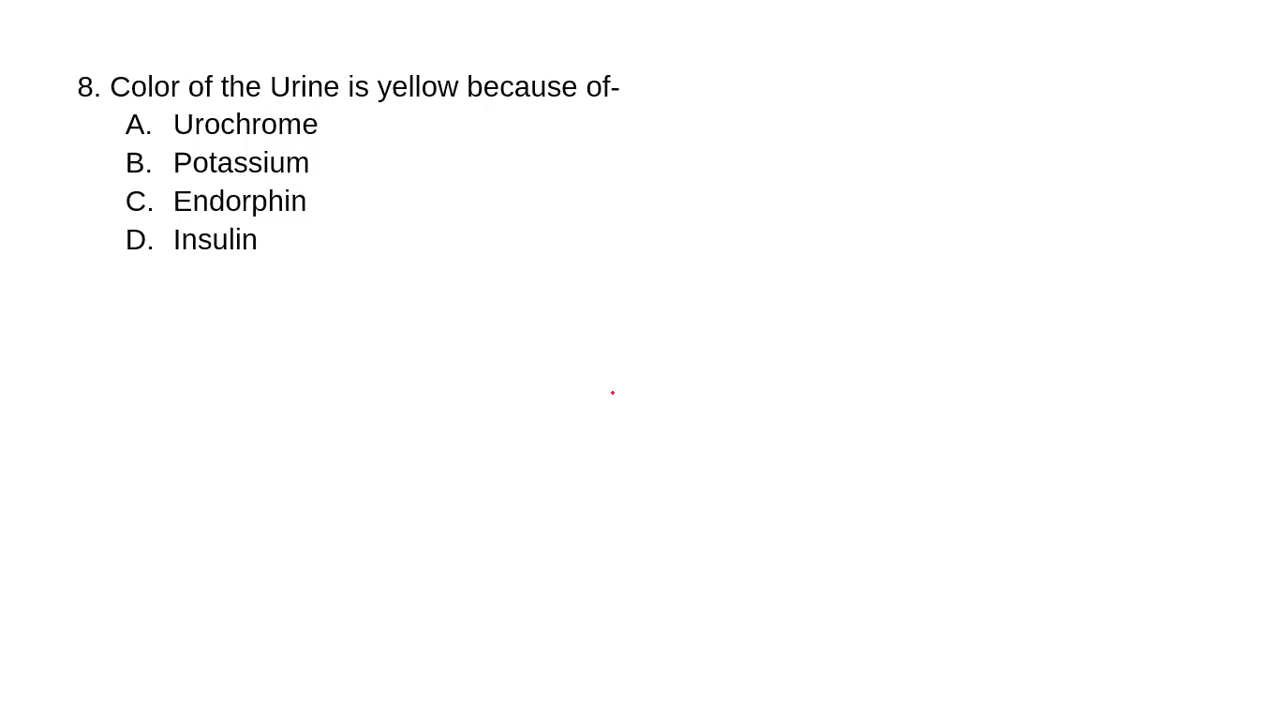 8. Color of the Urine is yellow because of-
A. Urochrome
B. Potassium
C. Endorphin
D. Insulin